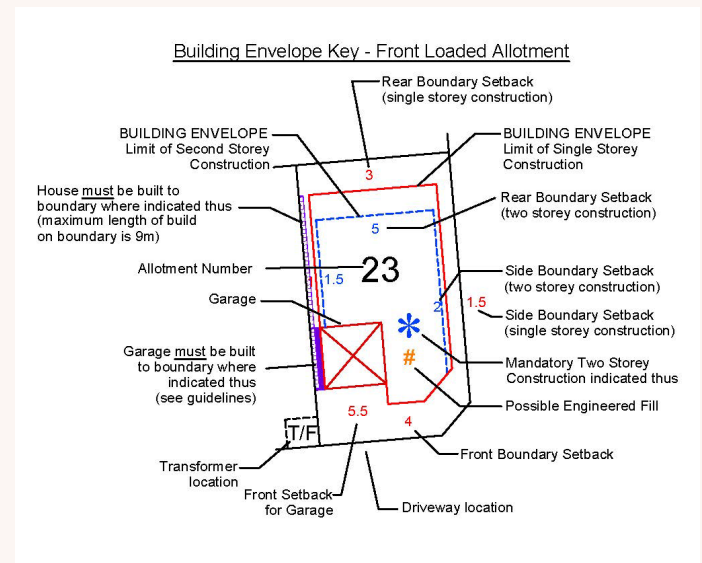 Building Envelope Key - Front Loaded Allotment
Rear Boundary Setback
(single storey construction)
BUILDING ENVELOPE
Limit of Second Storey
Construction
BUILDING ENVELOPE
Limit of Single Storey
Construction
3
House must be built to
boundary where indicated thus
(maximum length of build
on boundary is 9m)
Rear Boundary Setback
(two storey construction)
5
Allotment Number
23
Side Boundary Setback
(two storey construction)
1.5
2
1.5
Garage
Side Boundary Setback
(single storey construction)
*
#
Garage must be built
to boundary where
indicated thus
(see guidelines)
Mandatory Two Storey
Construction indicated thus
Possible Engineered Fill
5.5
4
T/F
Front Boundary Setback
Transformer
location
Front Setback
for Garage
Driveway location